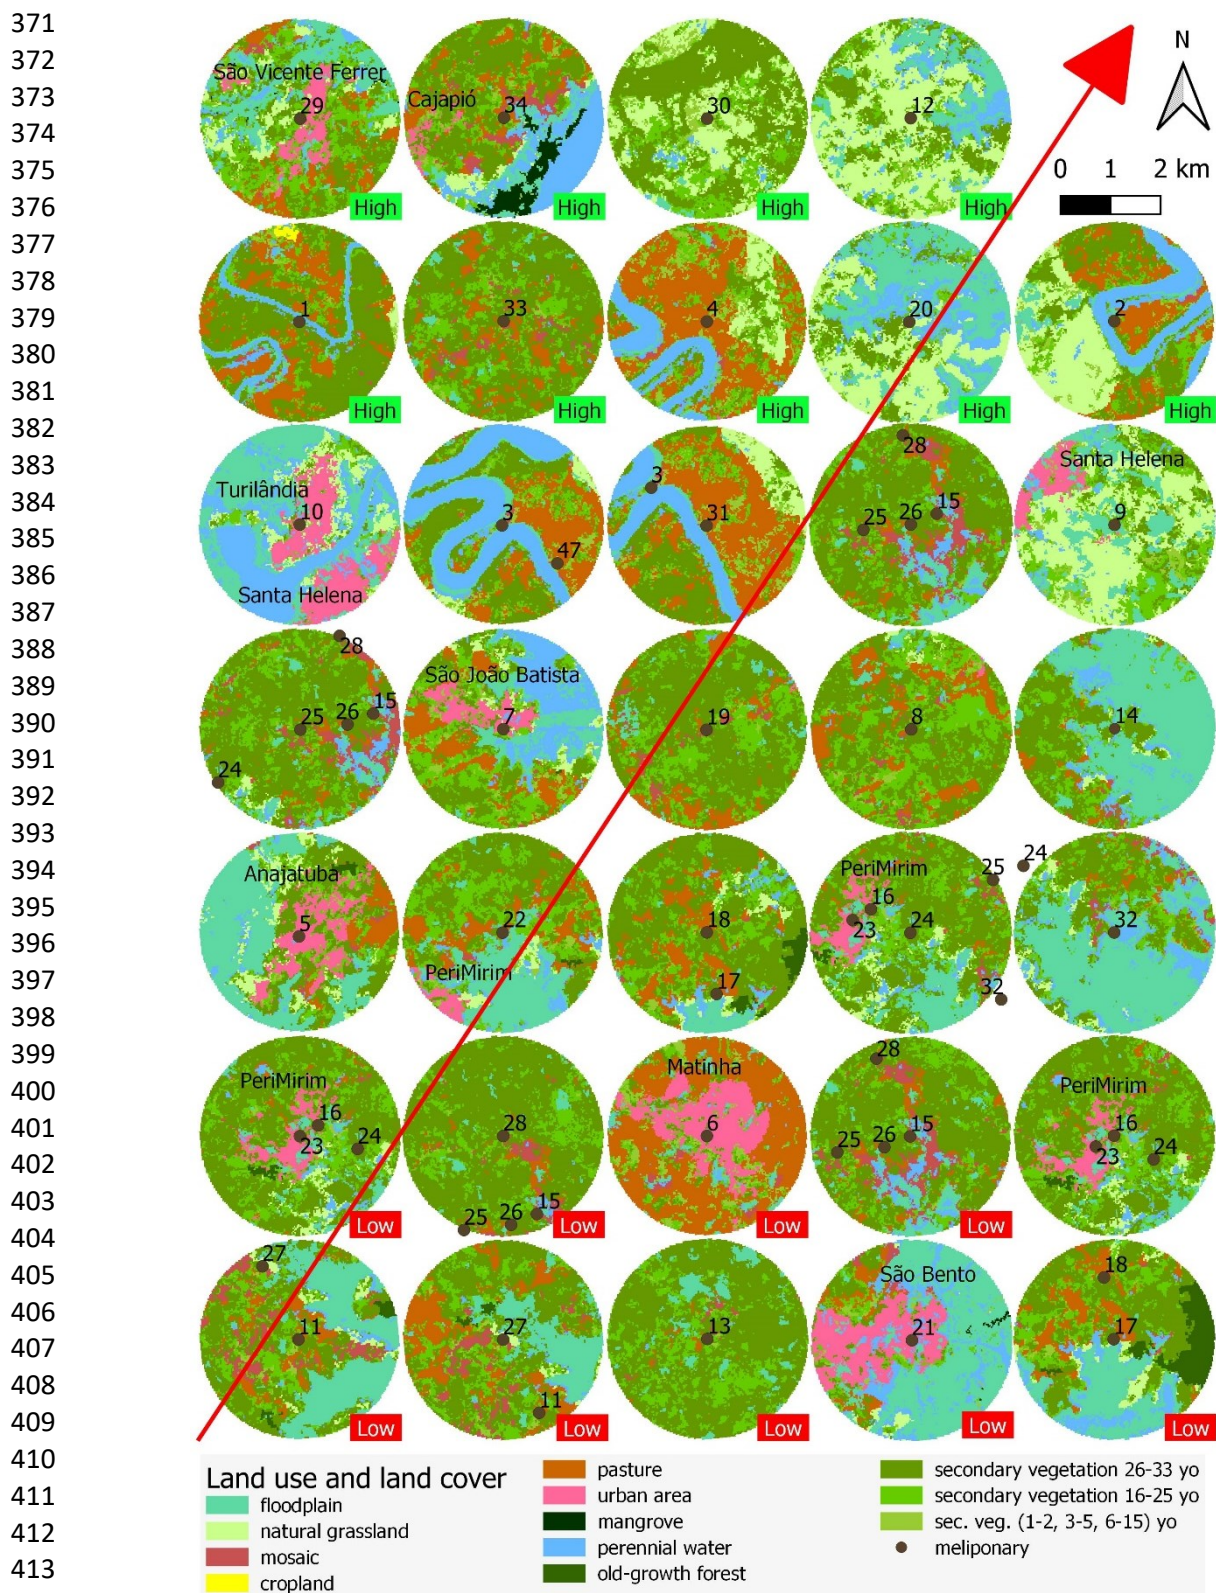 371
372
373
374
375
376
377
378
379
380
381
382
383
384
385
386
387
388
389
390
391
392
393
394
395
396
397
398
399
400
401
402
403
404
405
406
407
408
409
410
411
412
413
São Vicente Ferrer
29
High
Cajapió
34
High
30
High
12
High
N
0 1 2 km
1
High
33
High
4
High
20
High
2
High
Turilândia
10
Santa Helena
3
47
3
31
28
15
26
25
Santa Helena
9
28
15
26
25
24
São João Batista
7
19
8
14
Anajatuba
5
22
PeriMirim
18
17
PeriMirim
25
24
16
23
24
32
32
PeriMirim
16
23
24
Low
28
15
26
25
Low
Matinha
6
Low
28
15
26
25
Low
PeriMirim
16
23
24
Low
27
11
Low
27
11
Low
13
Low
São Bento
21
Low
18
17
Low
Land use and land cover
floodplain
natural grassland
mosaic
cropland
pasture
urban area
mangrove
perennial water
old-growth forest
secondary vegetation 26-33 yo
secondary vegetation 16-25 yo
sec. veg. (1-2, 3-5, 6-15) yo
meliponary